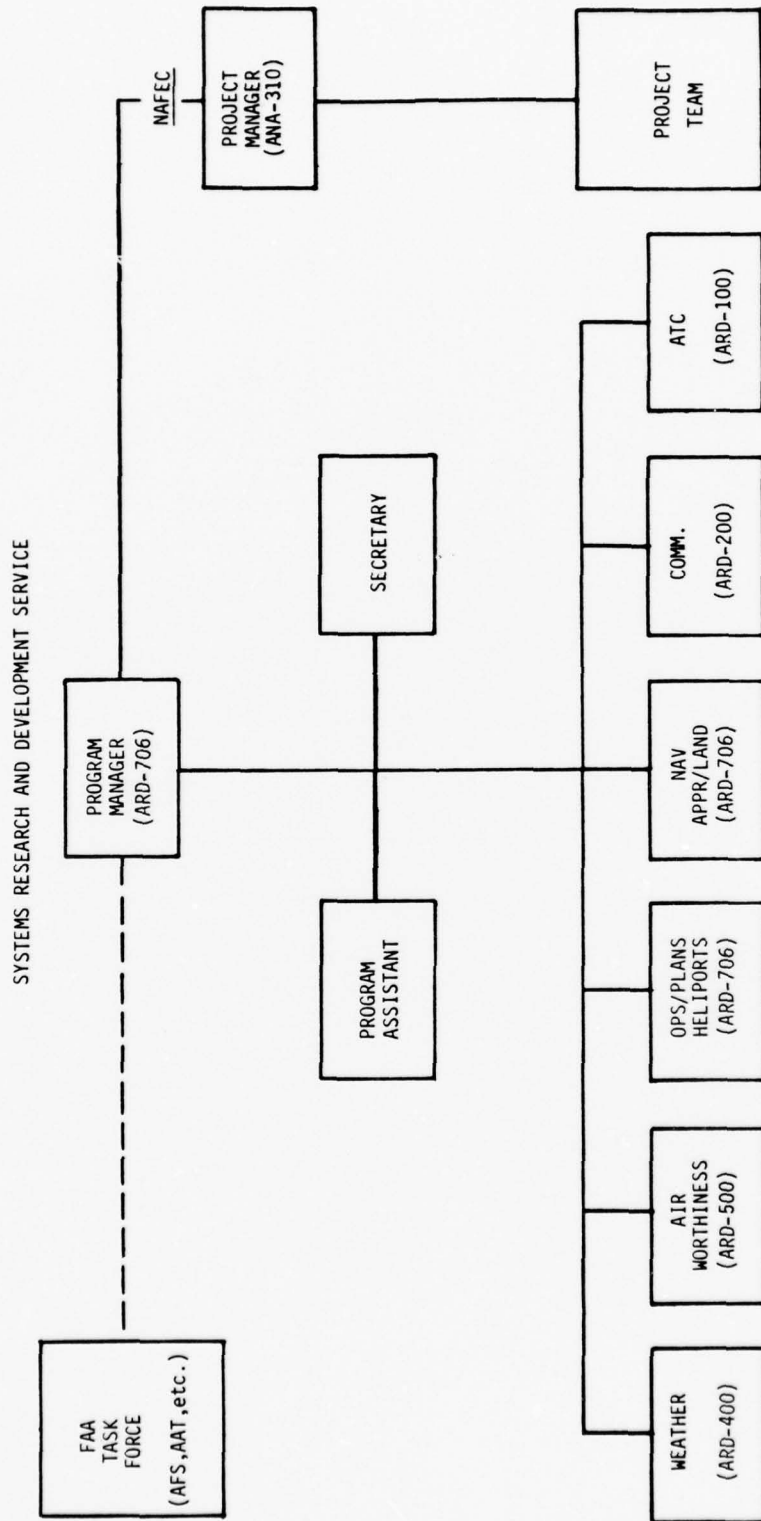 SYSTEMS RESEARCH AND DEVELOPMENT SERVICE
FAA
TASK
FORCE
(AFS,AAT,etc.)
PROGRAM
MANAGER
(ARD-706)
NAFEC
PROJECT
MANAGER
(ANA-310)
PROGRAM
ASSISTANT
SECRETARY
WEATHER
(ARD-400)
AIR
WORTHINESS
(ARD-500)
OPS/PLANS
HELIPORTS
(ARD-706)
NAV
APPR/LAND
(ARD-706)
COMM.
(ARD-200)
ATC
(ARD-100)
PROJECT
TEAM